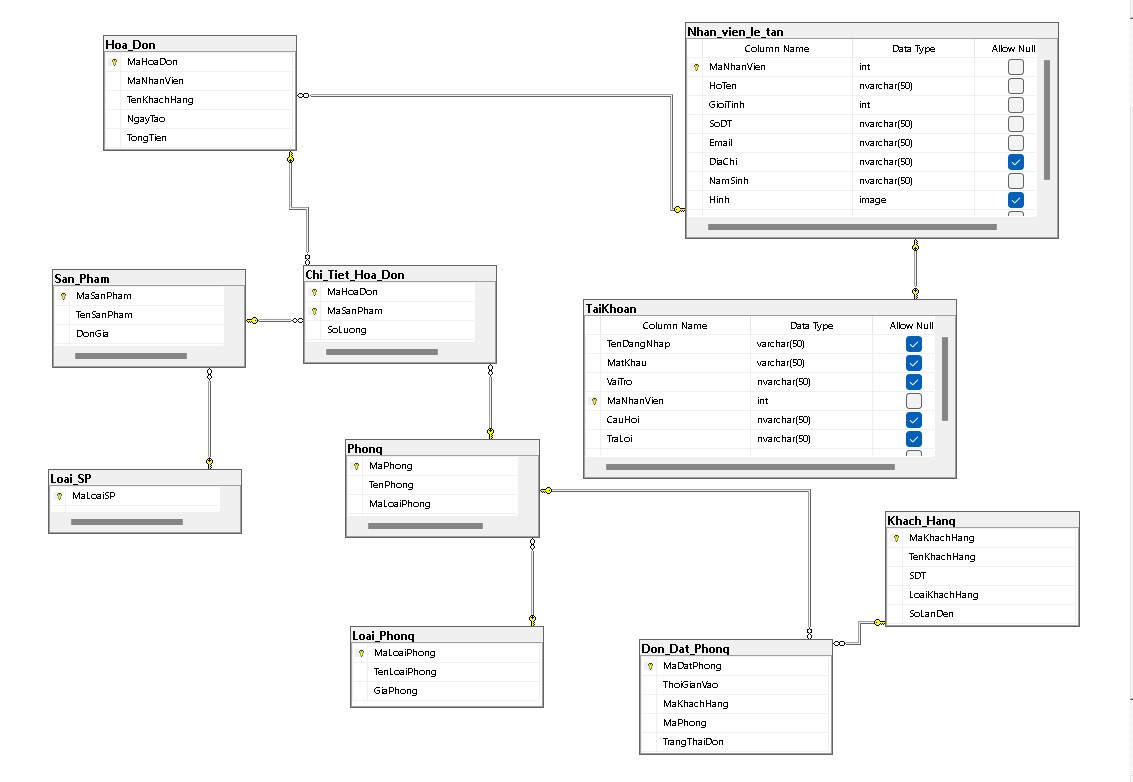 Hoa_Don
MaHoaDon
MaNhanVien
TenKhachHang
NgayTao
TongTien
Nhan_vien_le_tan
Column Name Data Type Allow Null
MaNhanVien int
HoTen nvarchar(50)
GioiTinh int
SoDT nvarchar(50)
Email nvarchar(50)
DiaChi nvarchar(50)
NamSinh nvarchar(50)
Hinh image
San_Pham
MaSanPham
TenSanPham
DonGia
Chi_Tiet_Hoa_Don
MaHoaDon
MaSanPham
SoLuong
TaiKhoan
Column Name Data Type Allow Null
TenDangNhap varchar(50)
MatKhau varchar(50)
VaiTro nvarchar(50)
MaNhanVien int
CauHoi nvarchar(50)
TraLoi nvarchar(50)
Loai_SP
MaLoaiSP
Phong
MaPhong
TenPhong
MaLoaiPhong
Khach_Hang
MaKhachHang
TenKhachHang
SDT
LoaiKhachHang
SoLanDen
Loai_Phong
MaLoaiPhong
TenLoaiPhong
GiaPhong
Don_Dat_Phong
MaDatPhong
ThoiGianVao
MaKhachHang
MaPhong
TrangThaiDon